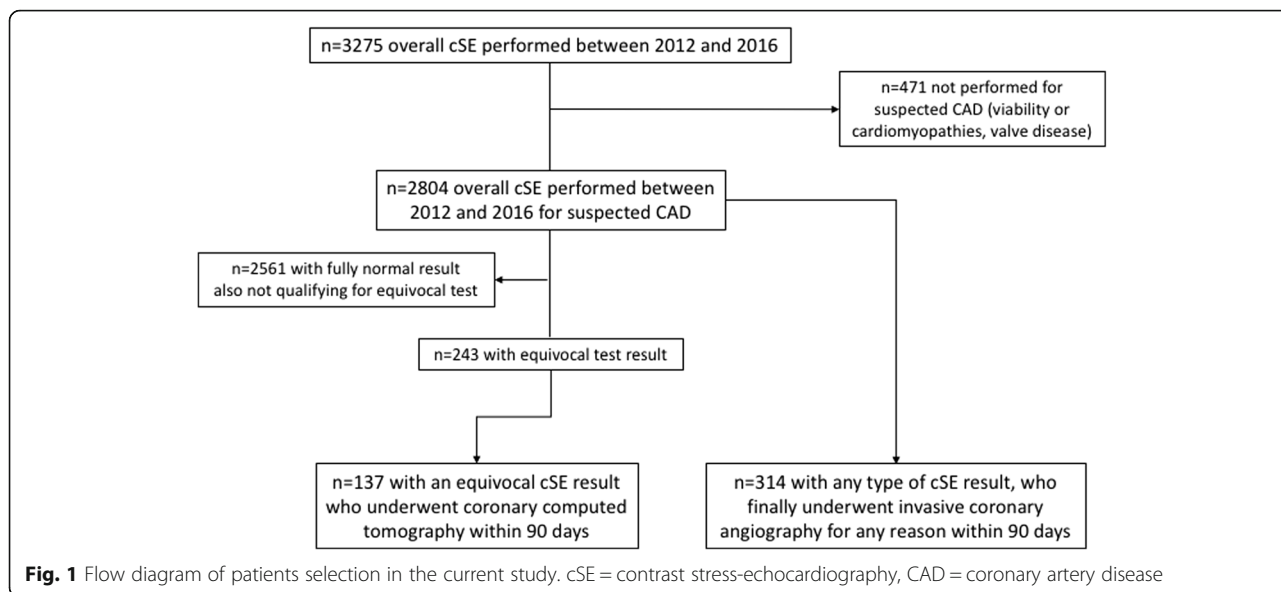 n=3275 overall cSE performed between 2012 and 2016
n=471 not performed for
suspected CAD (viability or
cardiomyopathies, valve disease)
n=2804 overall cSE performed between
2012 and 2016 for suspected CAD
n=2561 with fully normal result
also not qualifying for equivocal test
n=243 with equivocal test result
n=137 with an equivocal cSE result
who underwent coronary computed
tomography within 90 days
n=314 with any type of cSE result, who
finally underwent invasive coronary
angiography for any reason within 90 days
Fig. 1 Flow diagram of patients selection in the current study. cSE = contrast stress-echocardiography, CAD = coronary artery disease